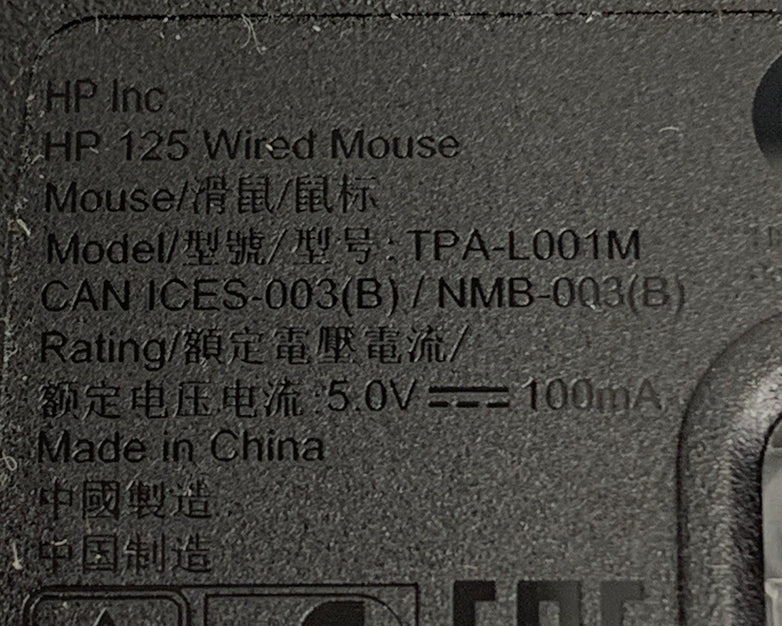 HP Inc.
HP 125 Wired Mouse
Mouse/滑鼠/鼠标
Model/型號/型号: TPA-L001M
CAN ICES-003(B) / NMB-003(B)
Rating/額定電壓電流/
额定电压电流:5.0V ⎓ 100mA
Made in China
中國製造
中国制造